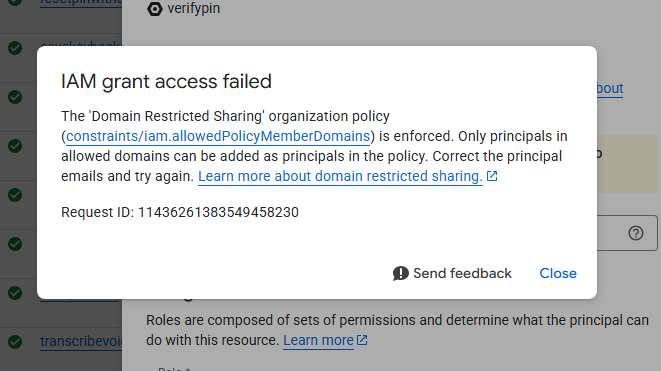 verifypin
IAM grant access failed
The 'Domain Restricted Sharing' organization policy
(constraints/iam.allowedPolicyMemberDomains) is enforced. Only principals in
allowed domains can be added as principals in the policy. Correct the principal
emails and try again. Learn more about domain restricted sharing.
Request ID: 11436261383549458230
Send feedback
Close
Roles are composed of sets of permissions and determine what the principal can
transcribevoi
do with this resource. Learn more